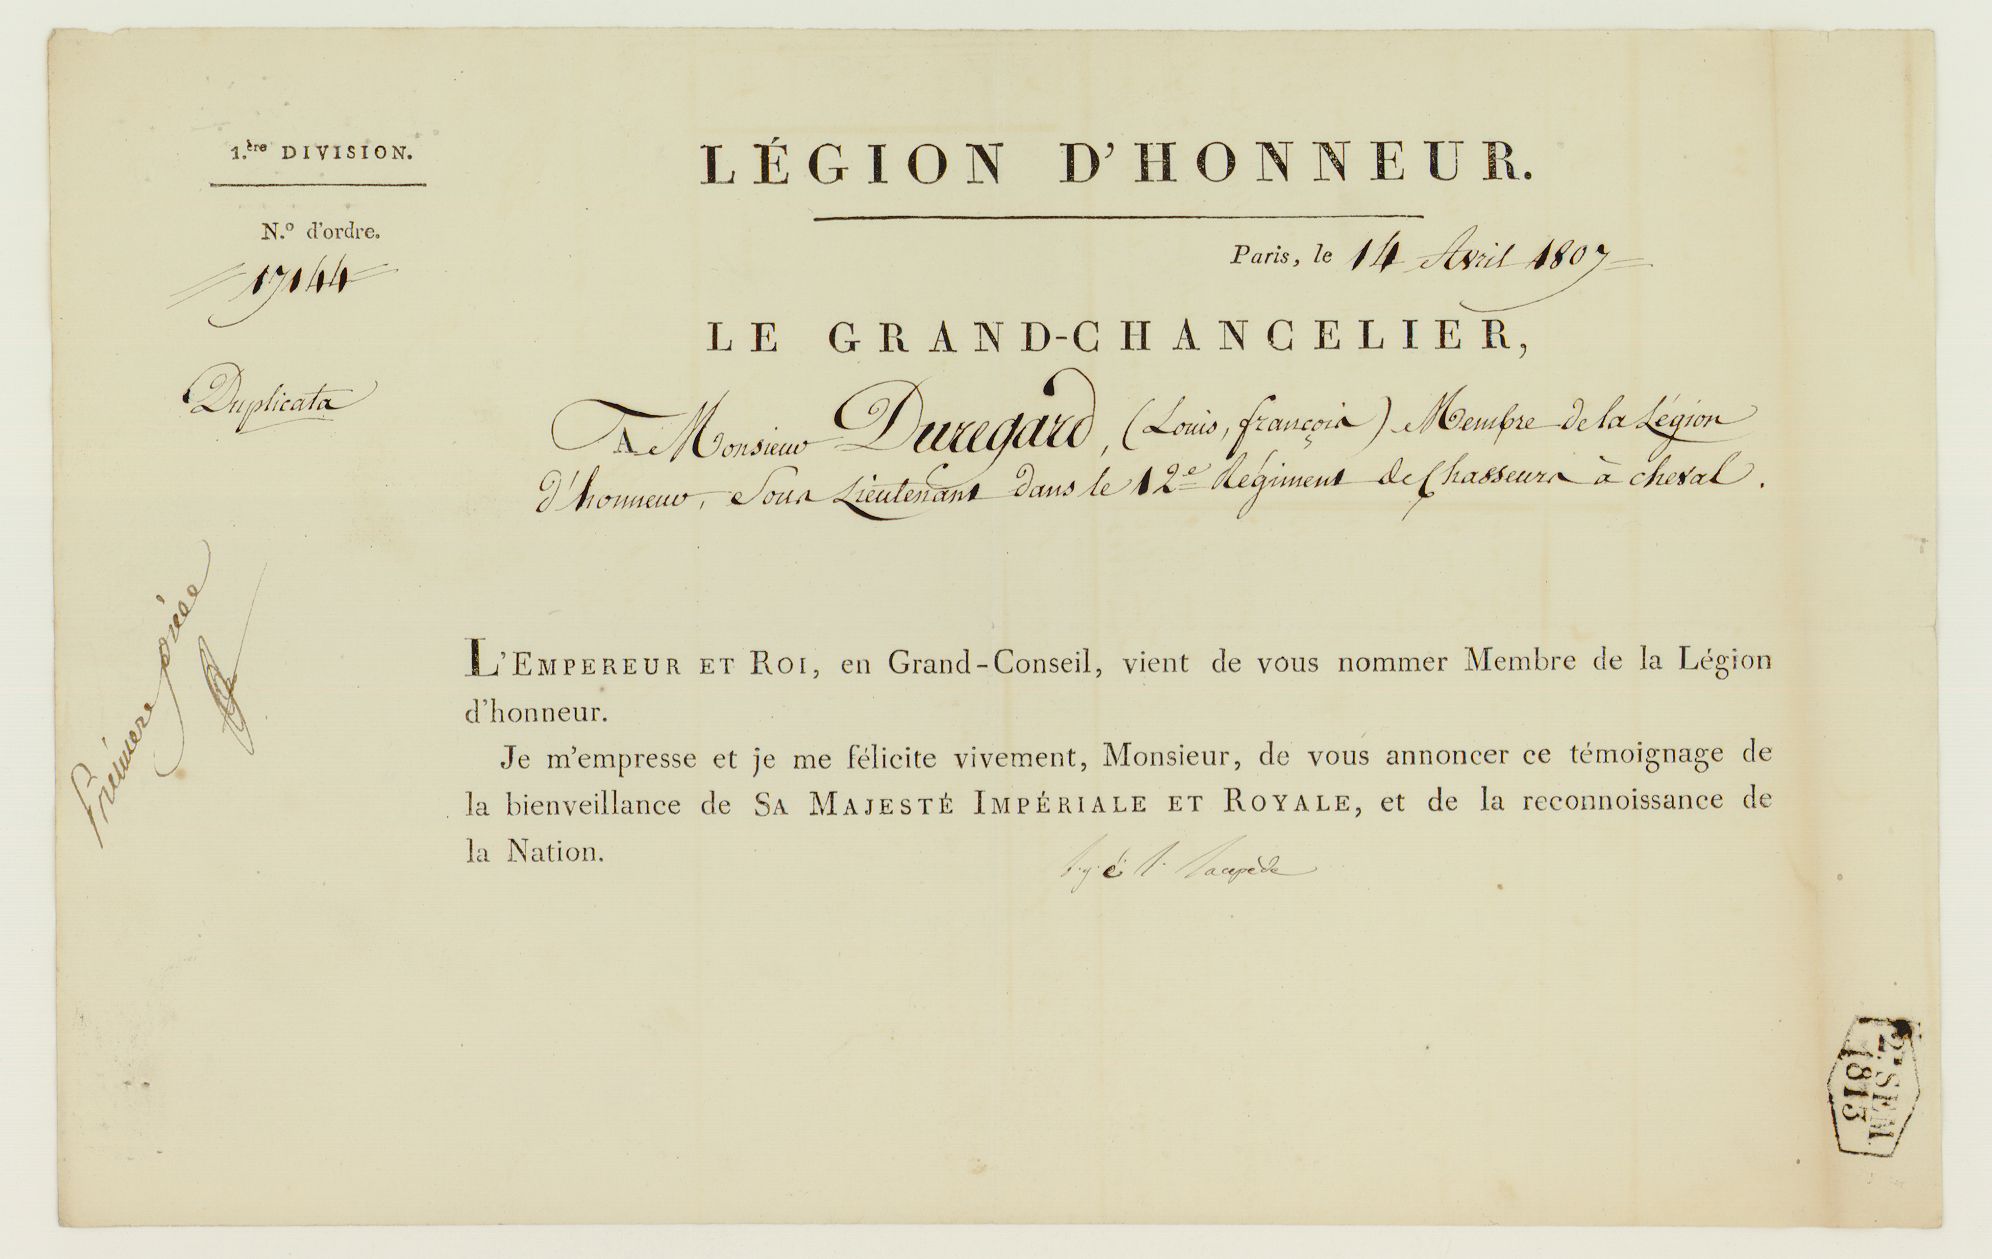 1.ère DIVISION.
N.º d'ordre.
17144
Duplicata
Première pièce
LÉGION D'HONNEUR.
Paris, le 14 Avril 1807
LE GRAND-CHANCELIER,
A Monsieur Duregard, (Louis, françois) Membre de la Légion
d'honneur, Sous Lieutenant dans le 12e Régiment de Chasseurs à cheval.
L'EMPEREUR ET ROI, en Grand-Conseil, vient de vous nommer Membre de la Légion
d'honneur.
Je m'empresse et je me félicite vivement, Monsieur, de vous annoncer ce témoignage de
la bienveillance de SA MAJESTÉ IMPÉRIALE ET ROYALE, et de la reconnoissance de
la Nation.
Lacepède
2e SEM
1815